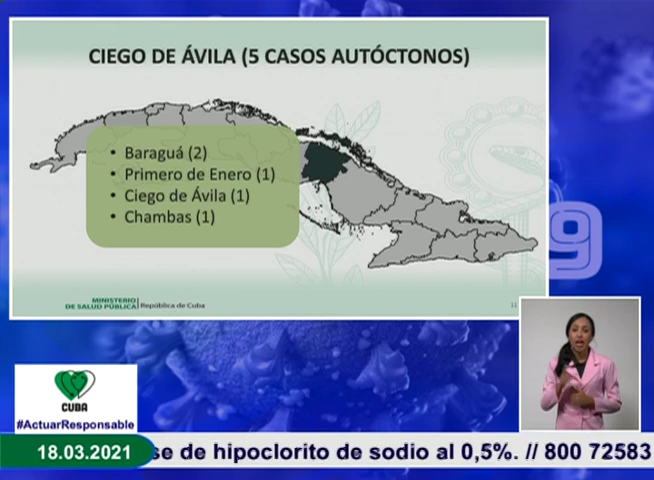 CIEGO DE ÁVILA (5 CASOS AUTÓCTONOS)
• Baraguá (2)
• Primero de Enero (1)
• Ciego de Ávila (1)
• Chambas (1)
9
MINISTERIO
DE SALUD PÚBLICA
República de Cuba
11
CUBA
#ActuarResponsable
18.03.2021
se de hipoclorito de sodio al 0,5%. // 800 72583